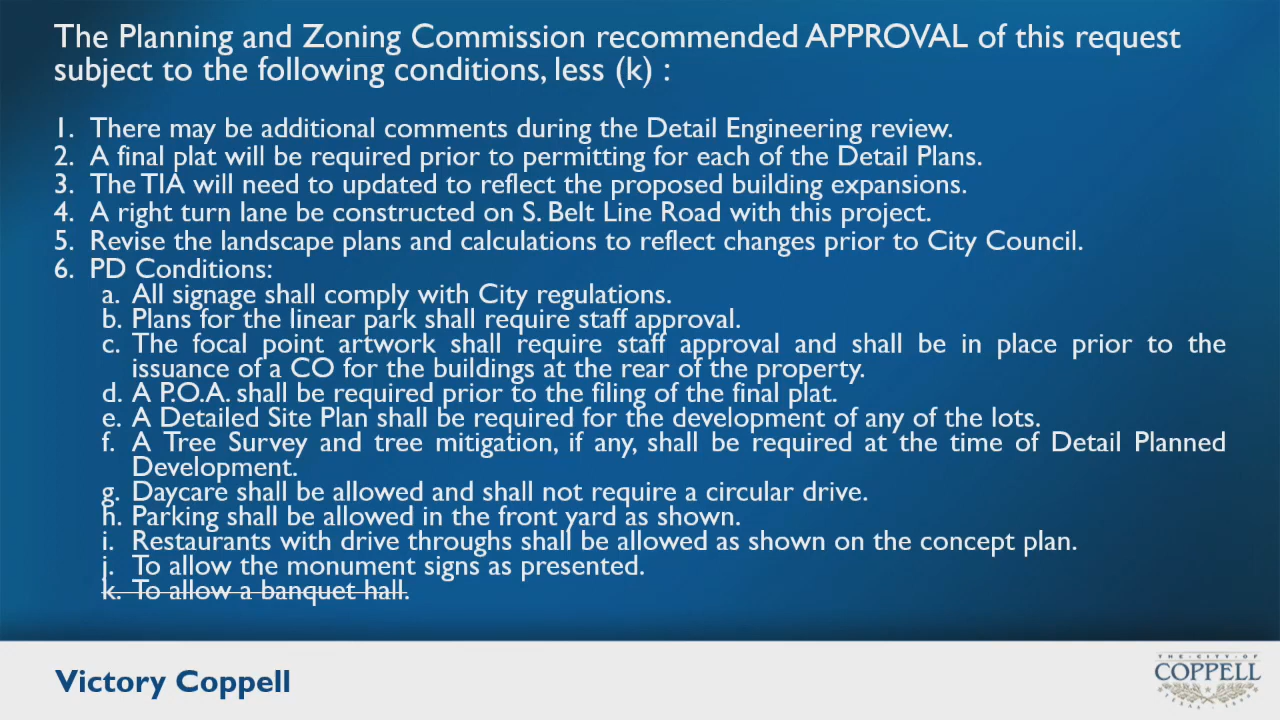 The Planning and Zoning Commission recommended APPROVAL of this request
subject to the following conditions, less (k) :
1. There may be additional comments during the Detail Engineering review.
2. A final plat will be required prior to permitting for each of the Detail Plans.
3. The TIA will need to updated to reflect the proposed building expansions.
4. A right turn lane be constructed on S. Belt Line Road with this project.
5. Revise the landscape plans and calculations to reflect changes prior to City Council.
6. PD Conditions:
a. All signage shall comply with City regulations.
b. Plans for the linear park shall require staff approval.
c. The focal point artwork shall require staff approval and shall be in place prior to the
issuance of a CO for the buildings at the rear of the property.
d. A P.O.A. shall be required prior to the filing of the final plat.
e. A Detailed Site Plan shall be required for the development of any of the lots.
f. A Tree Survey and tree mitigation, if any, shall be required at the time of Detail Planned
Development.
g. Daycare shall be allowed and shall not require a circular drive.
h. Parking shall be allowed in the front yard as shown.
i. Restaurants with drive throughs shall be allowed as shown on the concept plan.
j. To allow the monument signs as presented.
k. To allow a banquet hall.
Victory Coppell
THE CITY OF
COPPELL